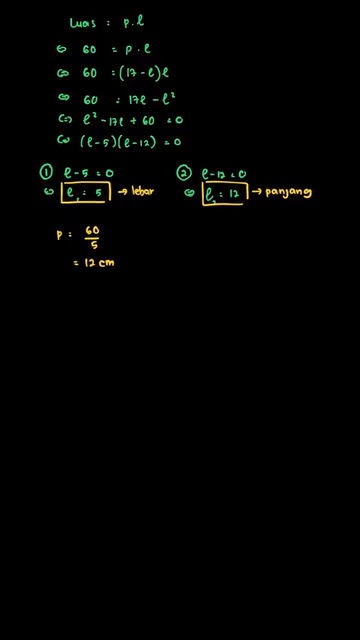 Luas = p.l
⇔ 60 = p . l
⇔ 60 = (17 - l)l
⇔ 60 = 17l - l²
⇔ l² - 17l + 60 = 0
⇔ (l-5)(l-12) = 0
① l-5 = 0
⇔ l₁ = 5 → lebar
② l-12 = 0
⇔ l₂ = 12 → panjang
p = 60/5
= 12 cm